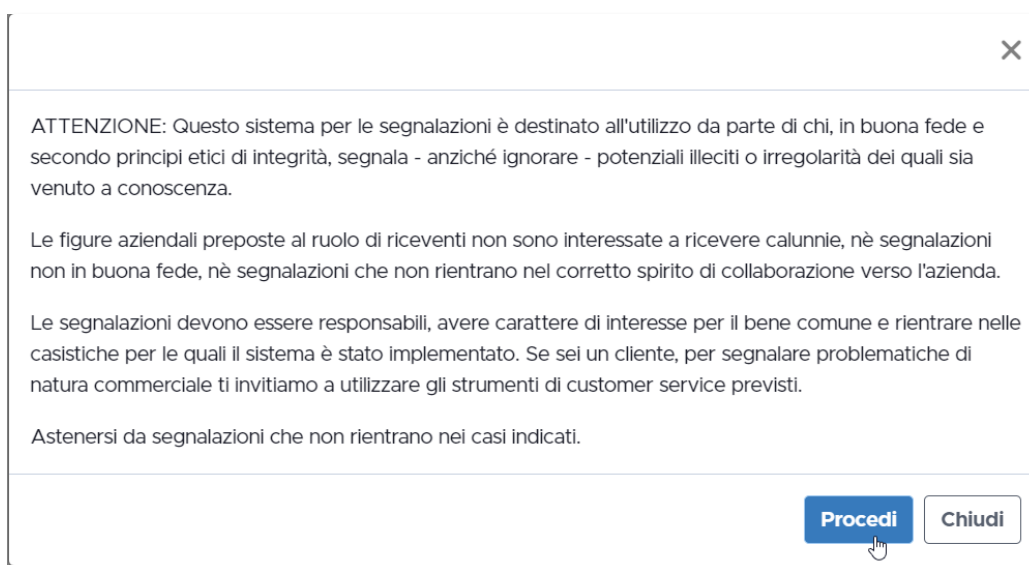 ATTENZIONE: Questo sistema per le segnalazioni è destinato all'utilizzo da parte di chi, in buona fede e
secondo principi etici di integrità, segnala - anziché ignorare - potenziali illeciti o irregolarità dei quali sia
venuto a conoscenza.
Le figure aziendali preposte al ruolo di riceventi non sono interessate a ricevere calunnie, nè segnalazioni
non in buona fede, nè segnalazioni che non rientrano nel corretto spirito di collaborazione verso l'azienda.
Le segnalazioni devono essere responsabili, avere carattere di interesse per il bene comune e rientrare nelle
casistiche per le quali il sistema è stato implementato. Se sei un cliente, per segnalare problematiche di
natura commerciale ti invitiamo a utilizzare gli strumenti di customer service previsti.
Astenersi da segnalazioni che non rientrano nei casi indicati.
Procedi Chiudi